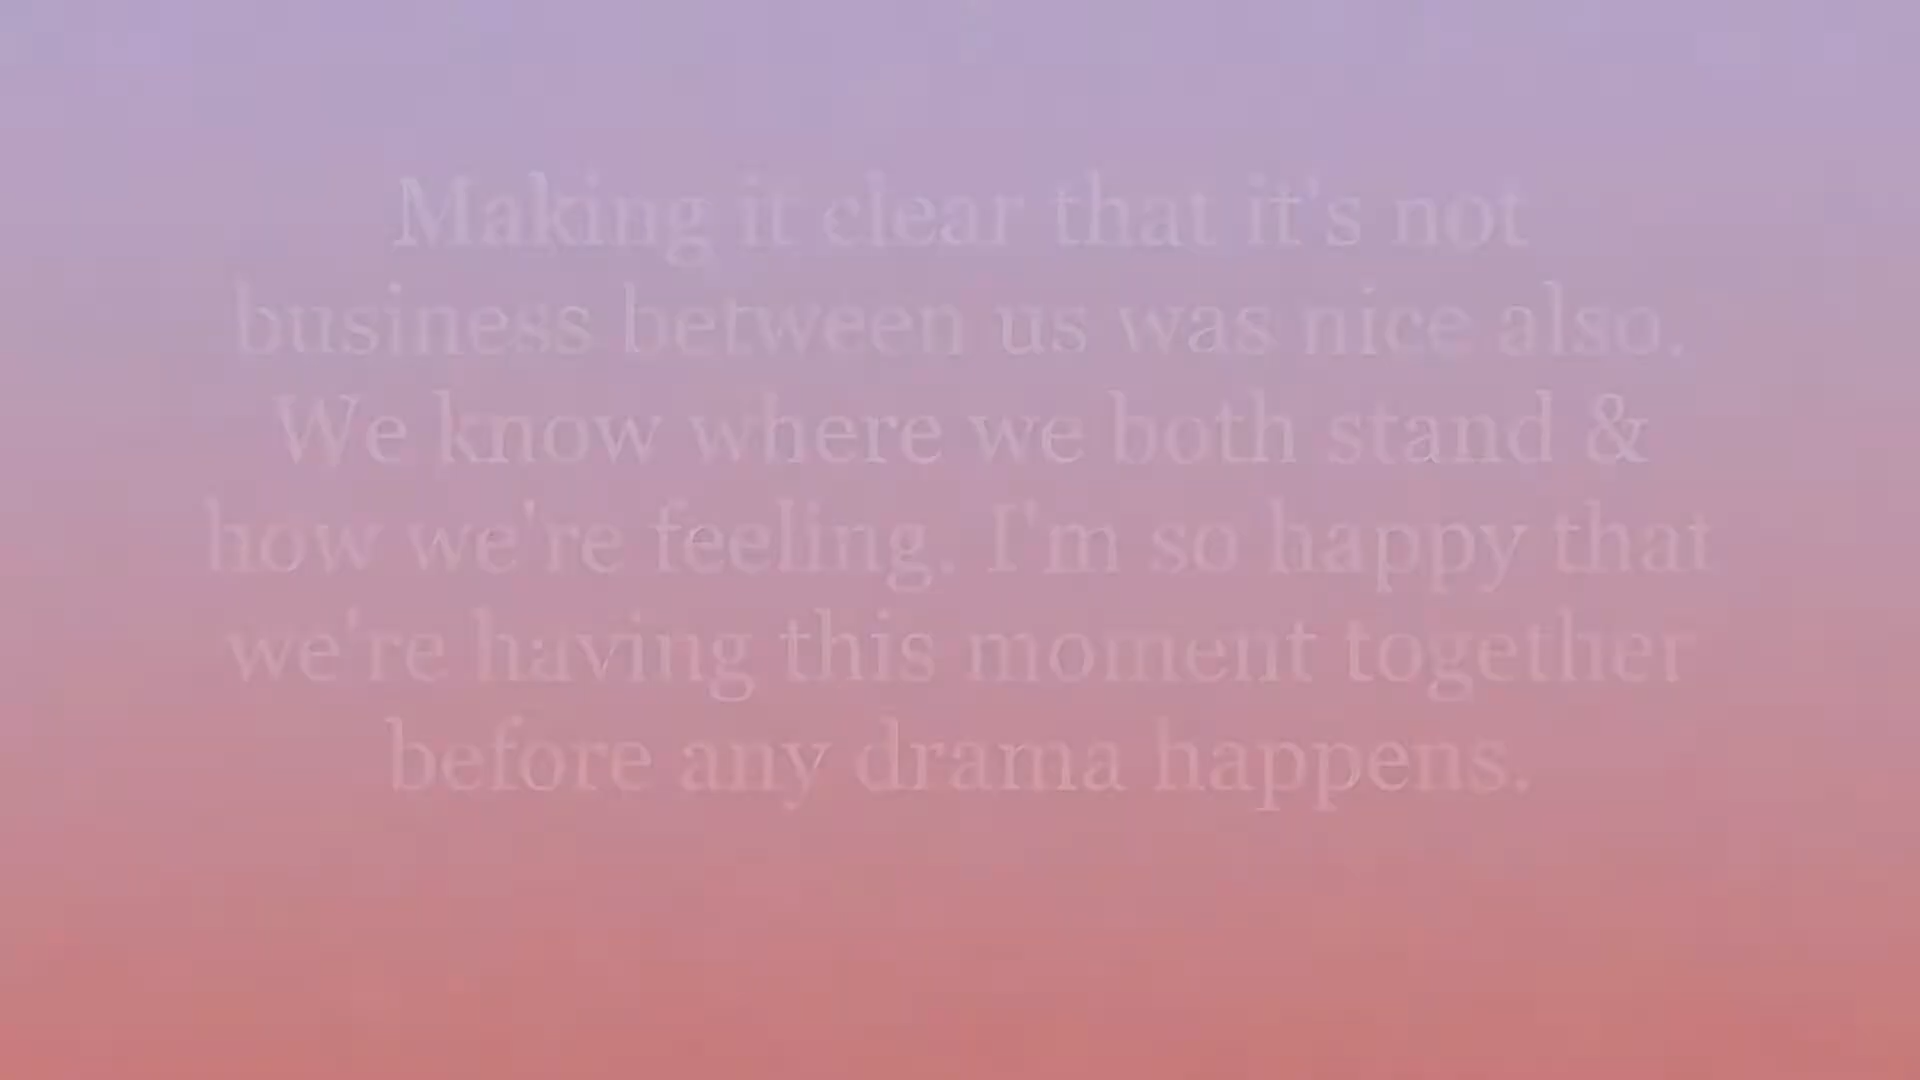 Making it clear that it's not
business between us was nice also.
We know where we both stand &
how we're feeling. I'm so happy that
we're having this moment together
before any drama happens.